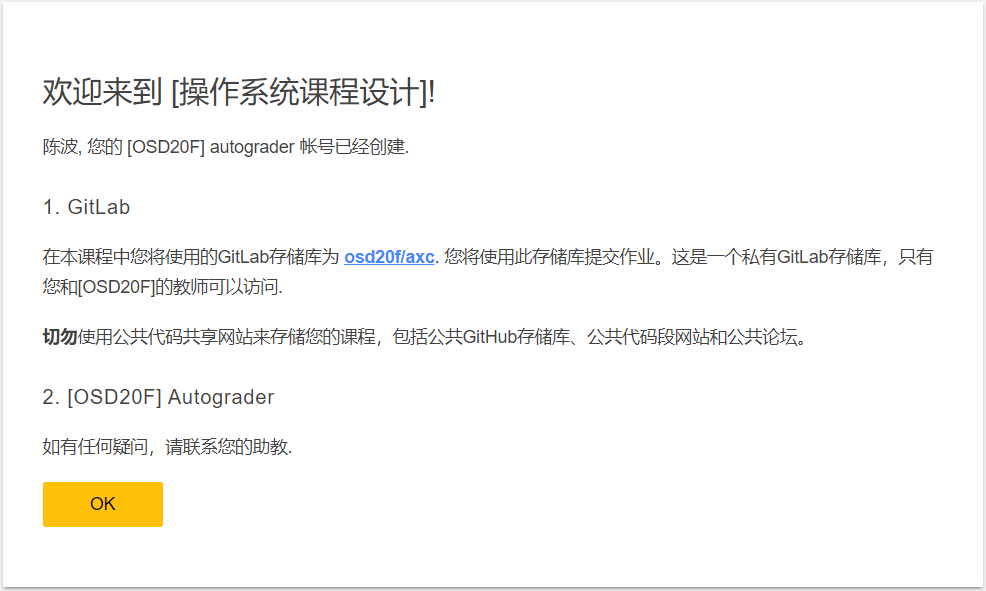 欢迎来到 [操作系统课程设计]!
陈波, 您的 [OSD20F] autograder 帐号已经创建.
1. GitLab
在本课程中您将使用的GitLab存储库为 osd20f/axc. 您将使用此存储库提交作业。这是一个私有GitLab存储库，只有
您和[OSD20F]的教师可以访问.
切勿使用公共代码共享网站来存储您的课程，包括公共GitHub存储库、公共代码段网站和公共论坛。
2. [OSD20F] Autograder
如有任何疑问，请联系您的助教.
OK